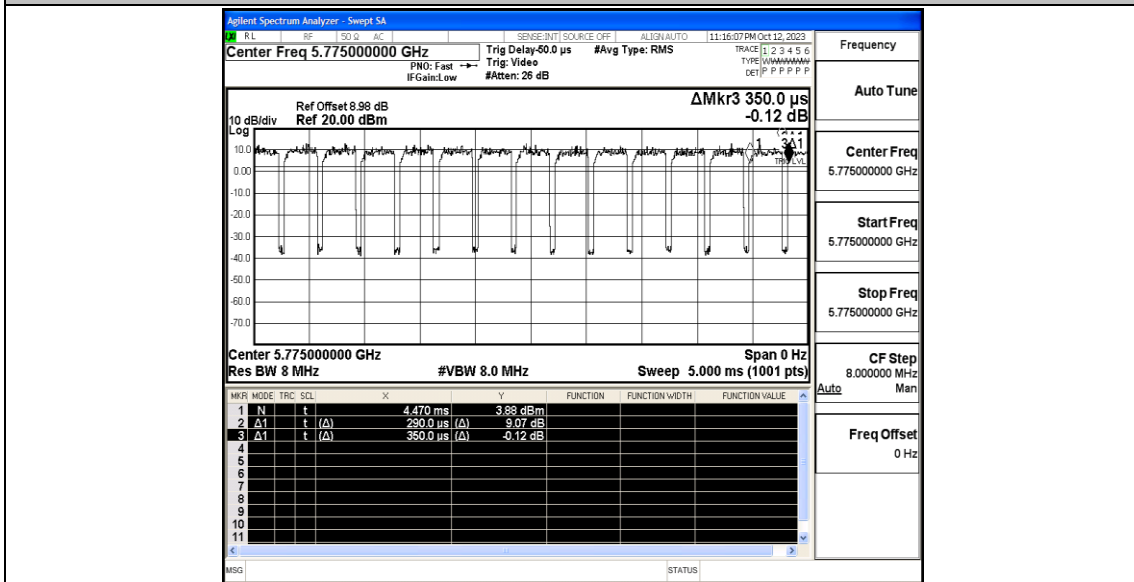 Agilent Spectrum Analyzer - Swept SA
RL RF 50 Ω AC SENSE:INT SOURCE OFF ALIGNAUTO 11:16:07PM Oct 12, 2023
Center Freq 5.775000000 GHz
PNO: Fast
IFGain:Low
Trig Delay-50.0 µs
Trig: Video
#Atten: 26 dB
#Avg Type: RMS
TRACE 1 2 3 4 5 6
TYPE WWWWWW
DET P P P P P P
ΔMkr3 350.0 µs
-0.12 dB
Ref Offset 8.98 dB
10 dB/div Ref 20.00 dBm
Log
1 3Δ1
TRIG LVL
10.0
0.00
-10.0
-20.0
-30.0
-40.0
-50.0
-60.0
-70.0
Center 5.775000000 GHz Span 0 Hz
Res BW 8 MHz #VBW 8.0 MHz Sweep 5.000 ms (1001 pts)
MKR MODE TRC SCL X Y FUNCTION FUNCTION WIDTH FUNCTION VALUE
1 N t 4.470 ms 3.88 dBm
2 Δ1 t (Δ) 290.0 µs (Δ) 9.07 dB
3 Δ1 t (Δ) 350.0 µs (Δ) -0.12 dB
4
5
6
7
8
9
10
11
MSG STATUS
Frequency
Auto Tune
Center Freq
5.775000000 GHz
Start Freq
5.775000000 GHz
Stop Freq
5.775000000 GHz
CF Step
8.000000 MHz
Auto Man
Freq Offset
0 Hz